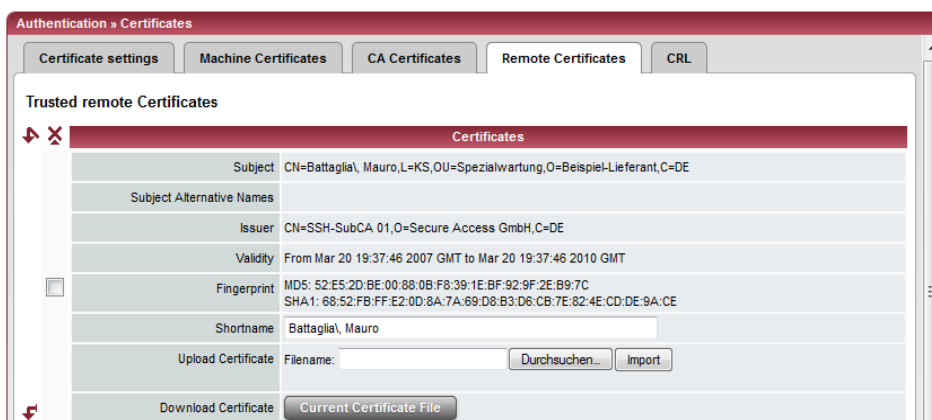 Authentication » Certificates
Certificate settings
Machine Certificates
CA Certificates
Remote Certificates
CRL
Trusted remote Certificates
Certificates
Subject CN=Battaglia\, Mauro,L=KS,OU=Spezialwartung,O=Beispiel-Lieferant,C=DE
Subject Alternative Names
Issuer CN=SSH-SubCA 01,O=Secure Access GmbH,C=DE
Validity From Mar 20 19:37:46 2007 GMT to Mar 20 19:37:46 2010 GMT
Fingerprint MD5: 52:E5:2D:BE:00:88:0B:F8:39:1E:BF:92:9F:2E:B9:7C
SHA1: 68:52:FB:FF:E2:0D:8A:7A:69:D8:B3:D6:CB:7E:82:4E:CD:DE:9A:CE
Shortname Battaglia\, Mauro
Upload Certificate Filename: Durchsuchen... Import
Download Certificate Current Certificate File